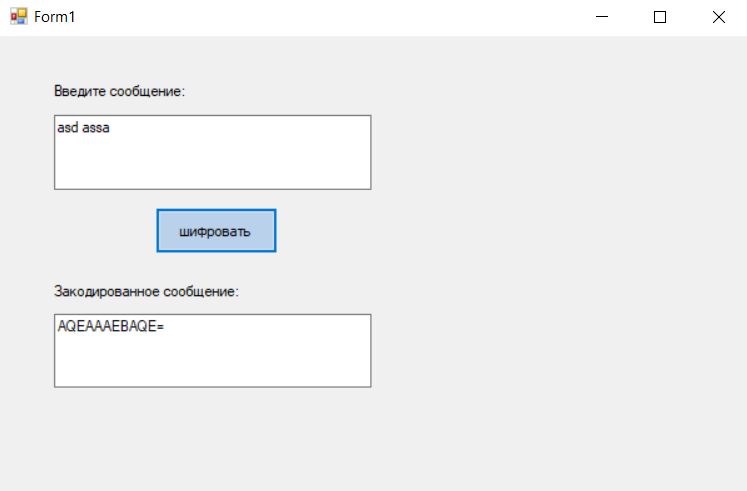 Form1
Введите сообщение:
asd assa
шифровать
Закодированное сообщение:
AQEAAAEBAQE=